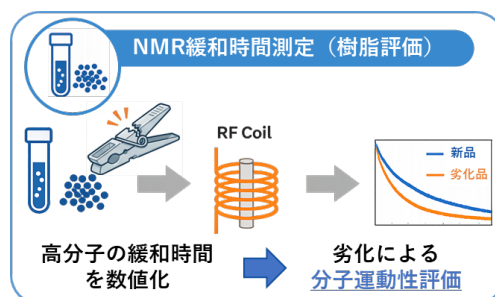 NMR緩和時間測定（樹脂評価）
RF Coil
新品
劣化品
高分子の緩和時間
を数値化
劣化による
分子運動性評価